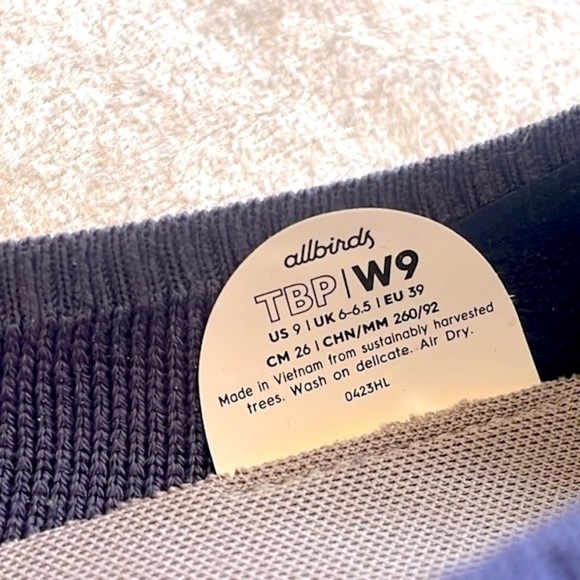 allbirds
TBP | W9
US 9 | UK 6-6.5 | EU 39
CM 26 | CHN/MM 260/92
Made in Vietnam from sustainably harvested
trees. Wash on delicate. Air Dry.
0423HL